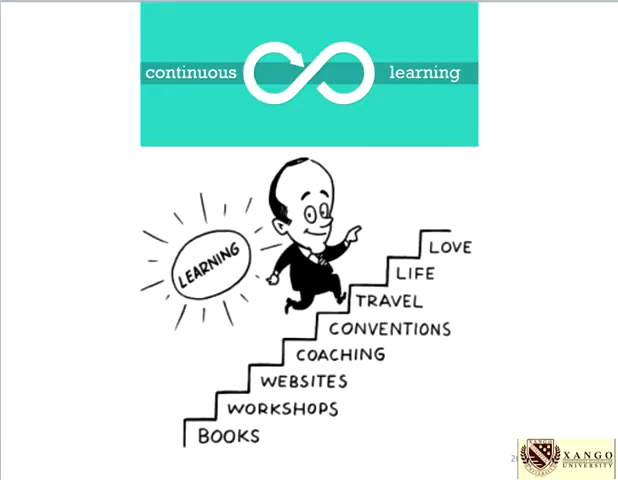 continuous learning
LEARNING
LOVE
LIFE
TRAVEL
CONVENTIONS
COACHING
WEBSITES
WORKSHOPS
BOOKS
XANGO
UNIVERSITY